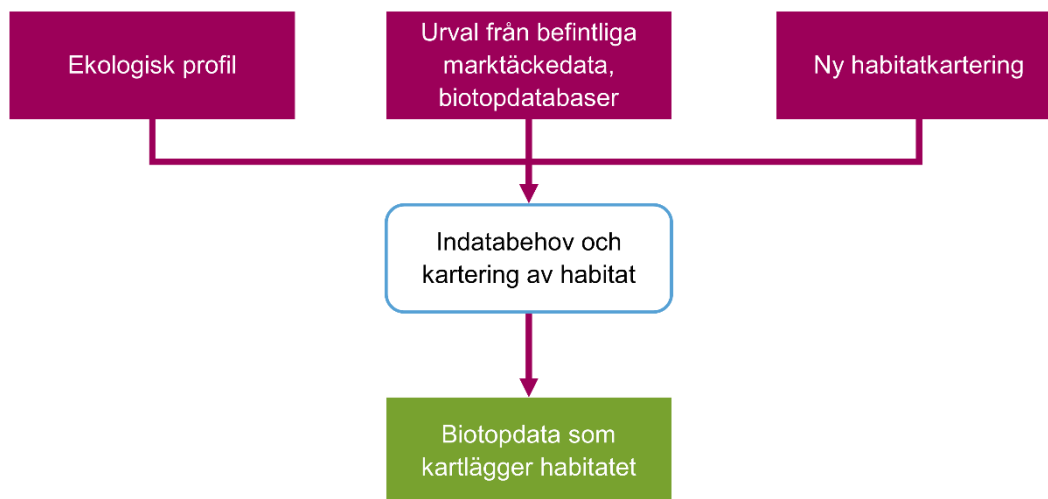 Ekologisk profil
Urval från befintliga
marktäckedata,
biotopdatabaser
Ny habitatkartering
Indatabehov och
kartering av habitat
Biotopdata som
kartlägger habitatet